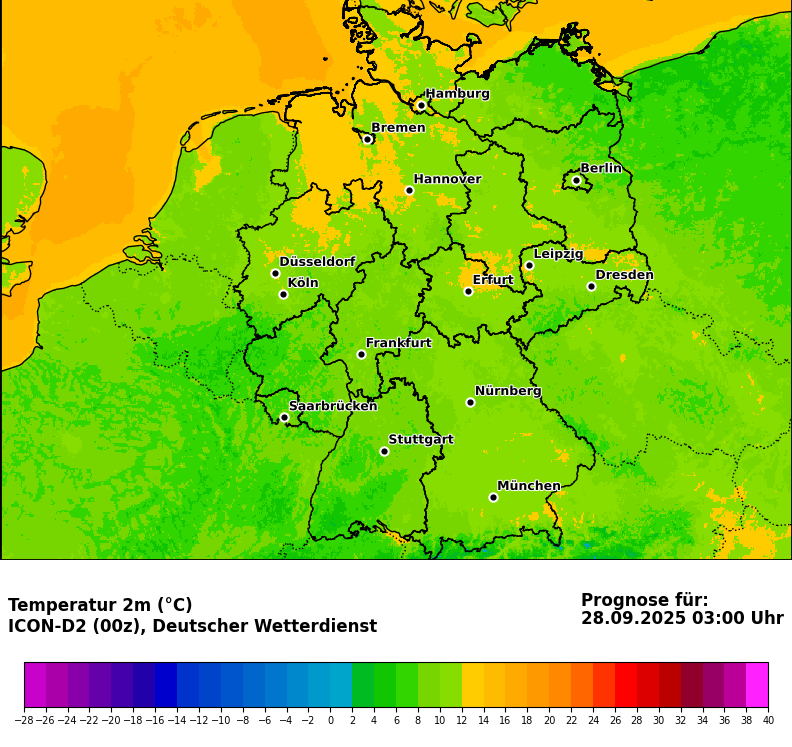 Hamburg
Bremen
Berlin
Hannover
Leipzig
Düsseldorf
Dresden
Köln
Erfurt
Frankfurt
Nürnberg
Saarbrücken
Stuttgart
München
Temperatur 2m (°C)
ICON-D2 (00z), Deutscher Wetterdienst
Prognose für:
28.09.2025 03:00 Uhr
−28 −26 −24 −22 −20 −18 −16 −14 −12 −10 −8 −6 −4 −2 0 2 4 6 8 10 12 14 16 18 20 22 24 26 28 30 32 34 36 38 40